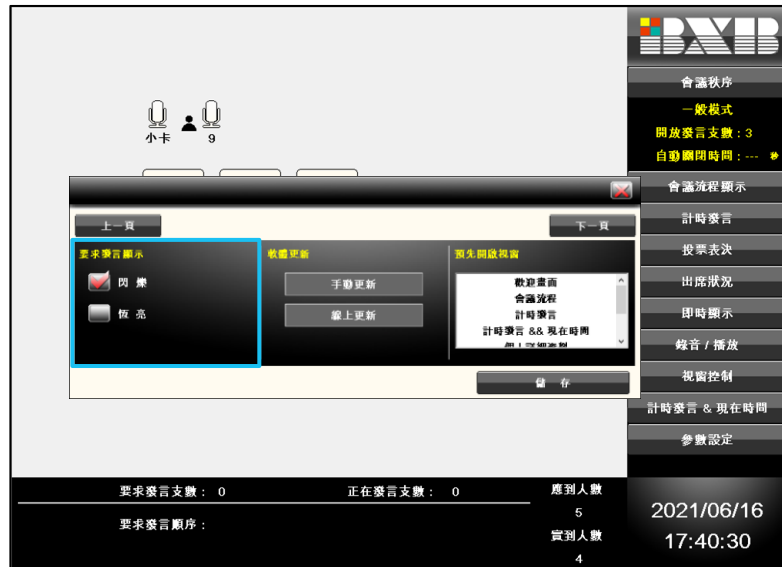 BXB
會議秩序
一般模式
開放發言支數：3
自動關閉時間：--- 秒
小卡 9
會議流程顯示
計時發言
投票表決
出席狀況
即時顯示
錄音 / 播放
視窗控制
計時發言 & 現在時間
參數設定
上一頁 下一頁
要求發言顯示 軟體更新 預先開啟視窗
閃 爍 手動更新 歡迎畫面
會議流程
恆 亮 線上更新 計時發言
計時發言 && 現在時間
儲 存
要求發言支數： 0 正在發言支數： 0 應到人數
5
要求發言順序： 實到人數
4
2021/06/16
17:40:30